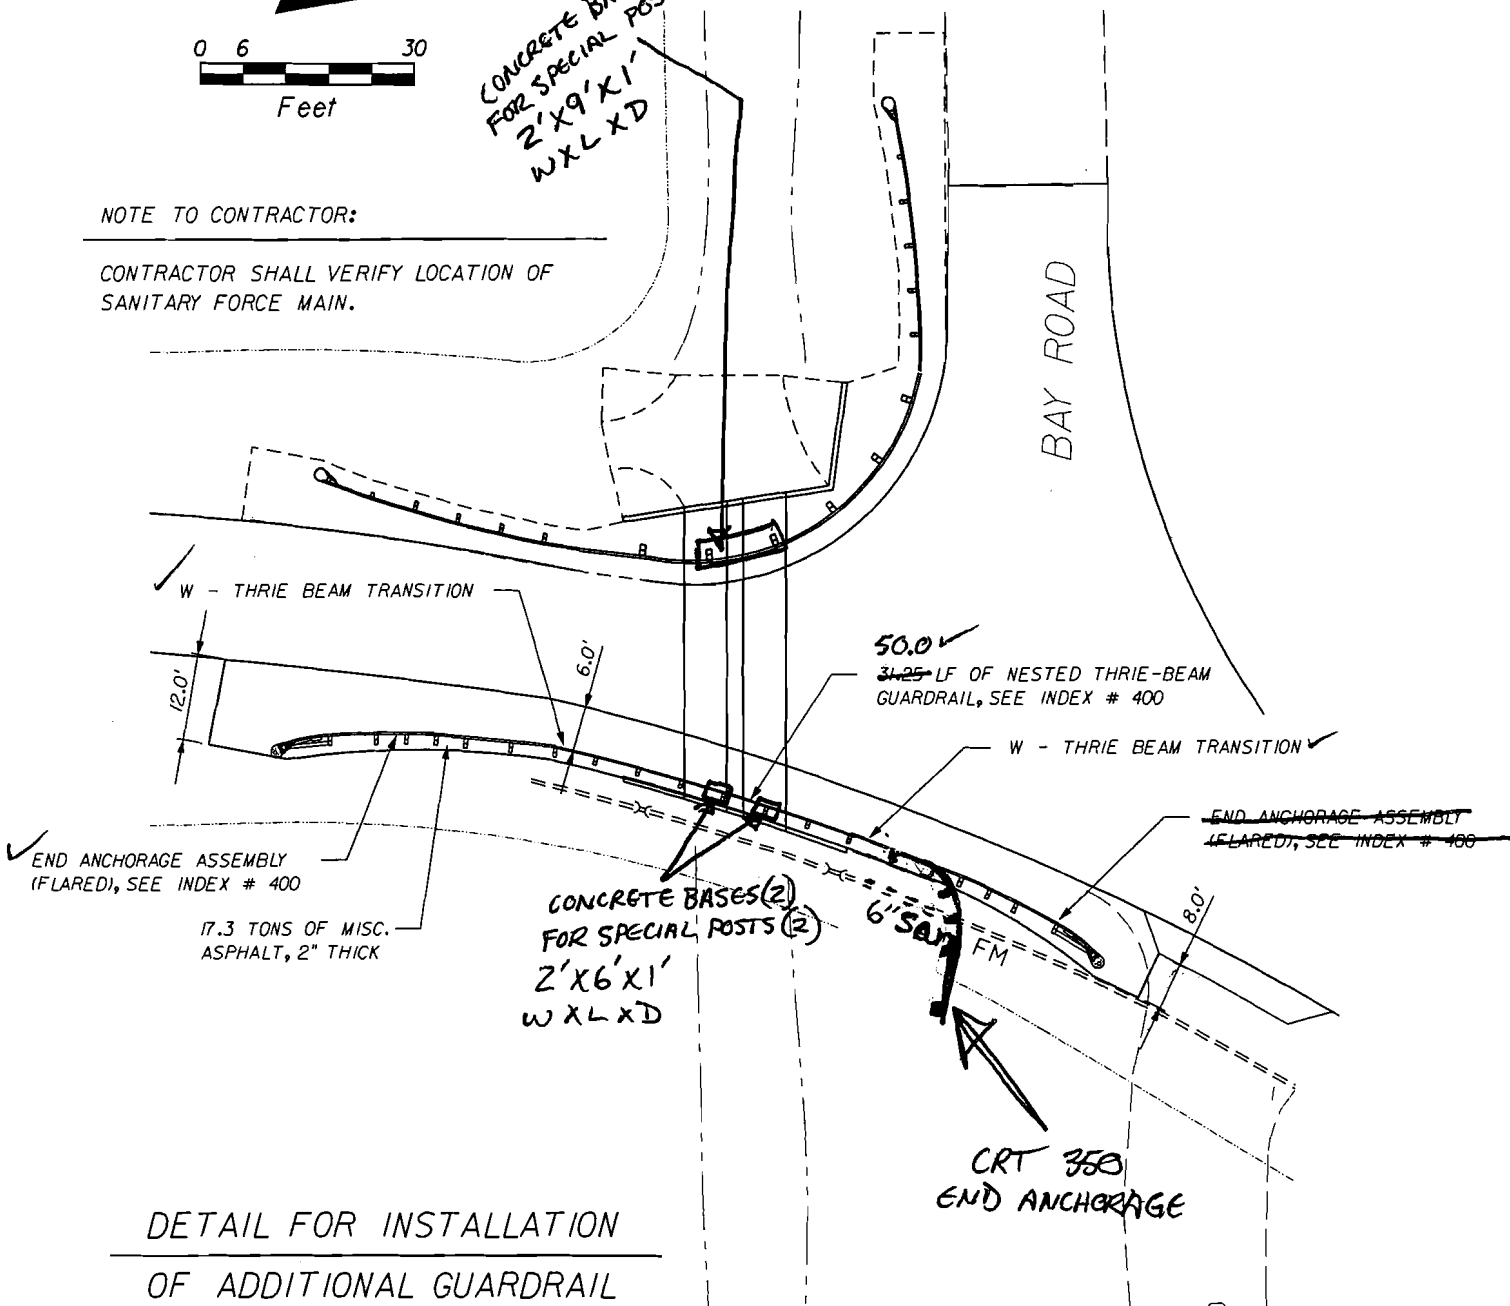 CONCRETE
FOR SPECIAL
2'X9'X1'
W X L X D
0 6 30
Feet
NOTE TO CONTRACTOR:
CONTRACTOR SHALL VERIFY LOCATION OF
SANITARY FORCE MAIN.
BAY ROAD
W - THRIE BEAM TRANSITION
12.0'
6.0'
50.0
31.25 LF OF NESTED THRIE-BEAM
GUARDRAIL, SEE INDEX # 400
W - THRIE BEAM TRANSITION
END ANCHORAGE ASSEMBLY
(FLARED), SEE INDEX # 400
END ANCHORAGE ASSEMBLY
(FLARED), SEE INDEX # 400
17.3 TONS OF MISC.
ASPHALT, 2" THICK
CONCRETE BASES (2)
FOR SPECIAL POSTS (2)
2'X6'X1'
W X L X D
6" San
FM
8.0'
CRT 350
END ANCHORAGE
DETAIL FOR INSTALLATION
OF ADDITIONAL GUARDRAIL